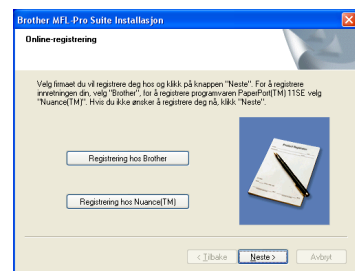 Brother MFL-Pro Suite Installasjon
Online-registrering
Velg firmaet du vil registrere deg hos og klikk på knappen "Neste". For å registrere
innretningen din, velg "Brother", for å registrere programvaren PaperPort(TM) 11SE velg
"Nuance(TM)". Hvis du ikke ønsker å registrere deg nå, klikk "Neste".
Registrering hos Brother
Registrering hos Nuance(TM)
Product Registration
< Tilbake
Neste >
Avbryt